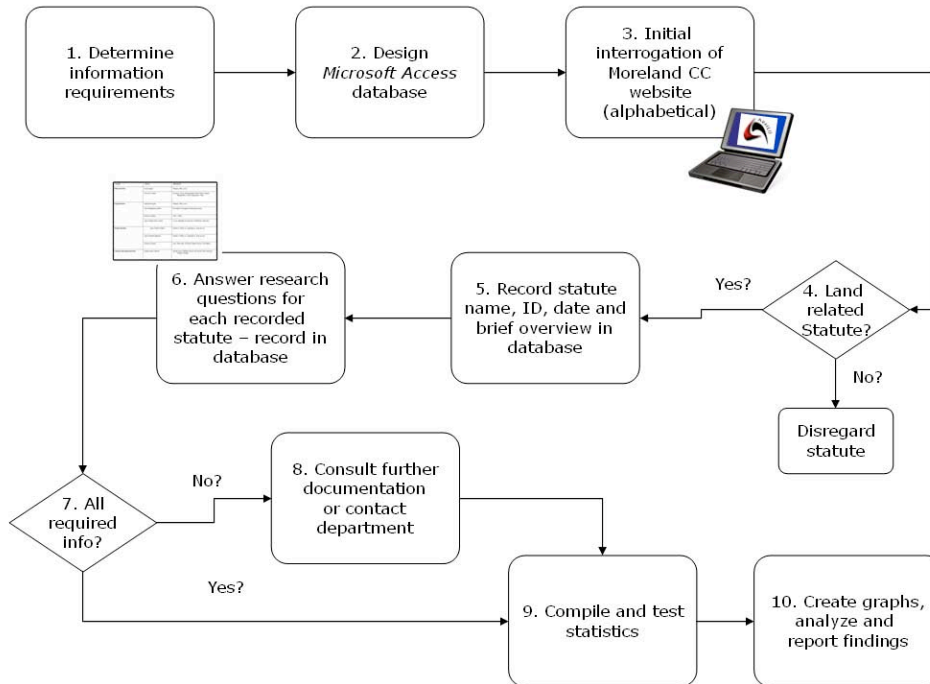 1. Determine
information
requirements
2. Design
Microsoft Access
database
3. Initial
interrogation of
Moreland CC
website
(alphabetical)
4. Land
related
Statute?
Yes?
No?
Disregard
statute
5. Record statute
name, ID, date and
brief overview in
database
6. Answer research
questions for
each recorded
statute – record in
database
7. All
required
info?
No?
Yes?
8. Consult further
documentation
or contact
department
9. Compile and test
statistics
10. Create graphs,
analyze and
report findings